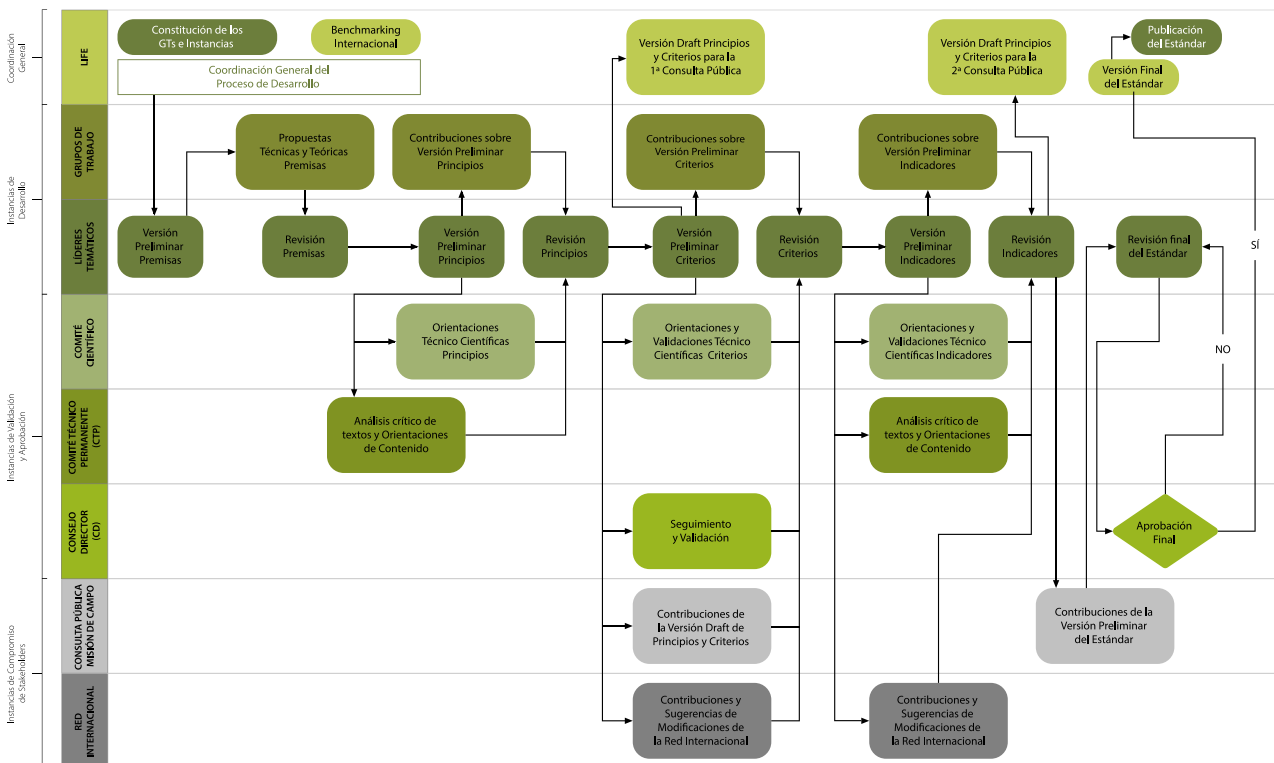 Coordinación
General
LIFE
Constitución de los
GTs e Instancias
Benchmarking
Internacional
Coordinación General del
Proceso de Desarrollo
Versión Draft Principios
y Criterios para la
1ª Consulta Pública
Versión Draft Principios
y Criterios para la
2ª Consulta Pública
Publicación
del Estándar
Versión Final
del Estándar
Instancias de
Desarrollo
GRUPOS DE
TRABAJO
Propuestas
Técnicas y Teóricas
Premisas
Contribuciones sobre
Versión Preliminar
Principios
Contribuciones sobre
Versión Preliminar
Criterios
Contribuciones sobre
Versión Preliminar
Indicadores
LÍDERES
TEMÁTICOS
Versión
Preliminar
Premisas
Revisión
Premisas
Versión
Preliminar
Principios
Revisión
Principios
Versión
Preliminar
Criterios
Revisión
Criterios
Versión
Preliminar
Indicadores
Revisión
Indicadores
Revisión final
del Estándar
SÍ
Instancias de Validación
y Aprobación
COMITÉ
CIENTÍFICO
Orientaciones
Técnico Científicas
Principios
Orientaciones y
Validaciones Técnico
Científicas Criterios
Orientaciones y
Validaciones Técnico
Científicas Indicadores
NO
COMITÉ TÉCNICO
PERMANENTE
(CTP)
Análisis crítico de
textos y Orientaciones
de Contenido
Análisis crítico de
textos y Orientaciones
de Contenido
CONSEJO
DIRECTOR
(CD)
Seguimiento
y Validación
Aprobación
Final
Instancias de Compromiso
de Stakeholders
CONSULTA PÚBLICA
MISIÓN DE CAMPO
Contribuciones de
la Versión Draft de
Principios y Criterios
Contribuciones de la
Versión Preliminar
del Estándar
RED
INTERNACIONAL
Contribuciones y
Sugerencias de
Modificaciones de
la Red Internacional
Contribuciones y
Sugerencias de
Modificaciones de
la Red Internacional